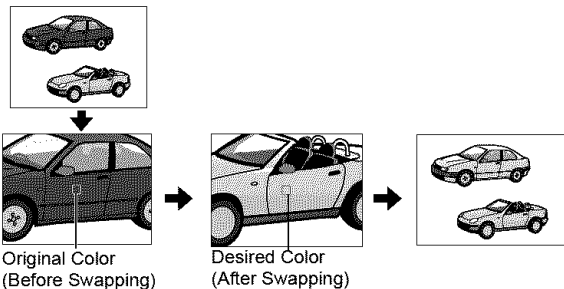 Original Color
(Before Swapping)
Desired Color
(After Swapping)